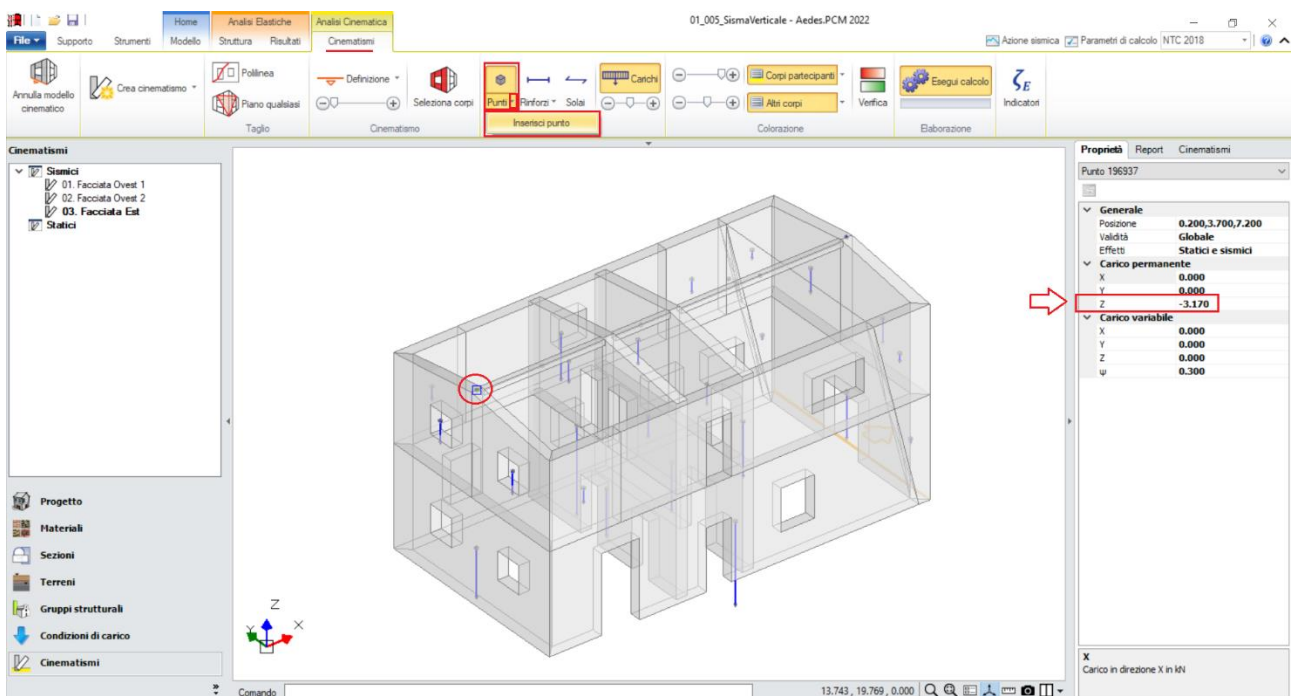 01_005_SismaVerticale - Aedes.PCM 2022
Home
Analisi Elastiche
Analisi Cinematica
File
Supporto
Strumenti
Modello
Struttura
Risultati
Cinematismi
Azione sismica
Parametri di calcolo
NTC 2018
Annulla modello
cinematico
Crea cinematismo
Polilinea
Piano qualsiasi
Taglio
Definizione
Seleziona corpi
Cinematismo
Punti
Rinforzi
Solai
Carichi
Inserisci punto
Corpi partecipanti
Altri corpi
Verifica
Colorazione
Esegui calcolo
Elaborazione
ζE
Indicatori
Cinematismi
Sismici
01. Facciata Ovest 1
02. Facciata Ovest 2
03. Facciata Est
Statici
Progetto
Materiali
Sezioni
Terreni
Gruppi strutturali
Condizioni di carico
Cinematismi
Z
Y
X
Comando
13.743 , 19.769 , 0.000
Proprietà
Report
Cinematismi
Punto 196937
Generale
Posizione 0.200,3.700,7.200
Validità Globale
Effetti Statici e sismici
Carico permanente
X 0.000
Y 0.000
Z -3.170
Carico variabile
X 0.000
Y 0.000
Z 0.000
ψ 0.300
X
Carico in direzione X in kN